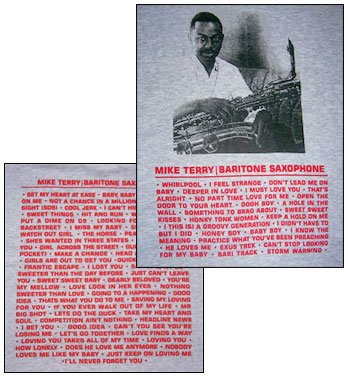 MIKE TERRY | BARITONE SAXOPHONE
• WHIRLPOOL • I FEEL STRANGE • DON'T LEAD ME ON
BABY • DEEPER IN LOVE • I MUST LOVE YOU • THAT'S
ALRIGHT • NO PART TIME LOVE FOR ME • OPEN THE
DOOR TO YOUR HEART • OOOH BOY • A HOLE IN THE
WALL • SOMETHING TO BRAG ABOUT • SWEET SWEET
KISSES • HONKY TONK WOMEN • KEEP A HOLD ON ME
• ( THIS IS) A GROOVY GENERATION • I DIDN'T HAVE TO
BUT I DID • HONEY BOY • BABY BOY • I KNOW THE
MEANING • PRACTICE WHAT YOU'VE BEEN PREACHING
• HE LOVES ME • EXUS TREK • CAN'T STOP LOOKING
FOR MY BABY • BARI TRACK • STORM WARNING •
MIKE TERRY | BARITONE SAX
• SET MY HEART AT EASE • BABY, BABY
ON ME • NOT A CHANCE IN A MILLION
SIGHT (SOS) • COOL JERK • I CAN'T HE
• SWEET THINGS • HIT AND RUN • W
PUT A DIME ON D9 • LOOKING FO
BACKSTREET • I MISS MY BABY • S
WATCH OUT GIRL • THE HORSE • PEA
SHE'S WANTED IN THREE STATES •
YOU • GIRL ACROSS THE STREET • OU
POCKET) • MAKE A CHANGE • HEAD
GIRLS ARE OUT TO GET YOU • QUICK
FRANTIC ESCAPE • I LOST YOU • S
SWEETER THAN THE DAY BEFORE • JUST CAN'T LEAVE
YOU • SWEET SWEET BABY • DEARLY BELOVED • YOU'RE
MY MELLOW • LOVE LOOK IN HER EYES • NOTHING
SWEETER THAN LOVE • GOING TO A HAPPENING • GOOD
IDEA • THATS WHAT YOU DO TO ME • SAVING MY LOVING
FOR YOU • IF YOU EVER WALK OUT OF MY LIFE • MR
BIG SHOT • LETS DO THE DUCK • TAKE MY HEART AND
SOUL • COMPETITION AIN'T NOTHING • HEADLINE NEWS
• I BET YOU • GOOD IDEA • CAN'T YOU SEE YOU'RE
LOSING ME • LET'S GO TOGETHER • LOVE FINDS A WAY
LOVING YOU TAKES ALL OF MY TIME • LOVING YOU •
HOW LONELY • DOES HE LOVE ME ANYMORE • NOBODY
LOVES ME LIKE MY BABY • JUST KEEP ON LOVING ME
• I'LL NEVER FORGET YOU •